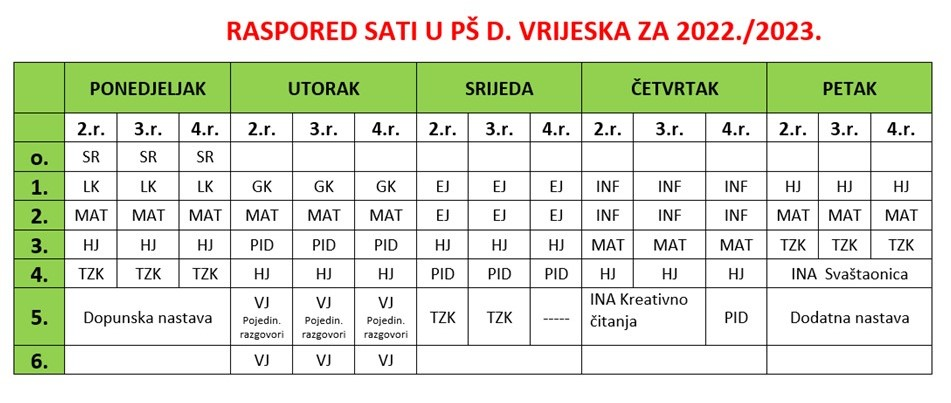 RASPORED SATI U PŠ D. VRIJESKA ZA 2022./2023.
PONEDJELJAK UTORAK SRIJEDA ČETVRTAK PETAK
2.r. 3.r. 4.r. 2.r. 3.r. 4.r. 2.r. 3.r. 4.r. 2.r. 3.r. 4.r. 2.r. 3.r. 4.r.
o. SR SR SR
1. LK LK LK GK GK GK EJ EJ EJ INF INF INF HJ HJ HJ
2. MAT MAT MAT MAT MAT MAT EJ EJ EJ INF INF INF MAT MAT MAT
3. HJ HJ HJ PID PID PID HJ HJ HJ MAT MAT MAT TZK TZK TZK
4. TZK TZK TZK HJ HJ HJ PID PID PID HJ HJ HJ INA Svaštaonica
5. Dopunska nastava VJ VJ VJ TZK TZK ----- INA Kreativno PID Dodatna nastava
Pojedin. Pojedin. Pojedin. čitanja
razgovori razgovori razgovori
6. VJ VJ VJ